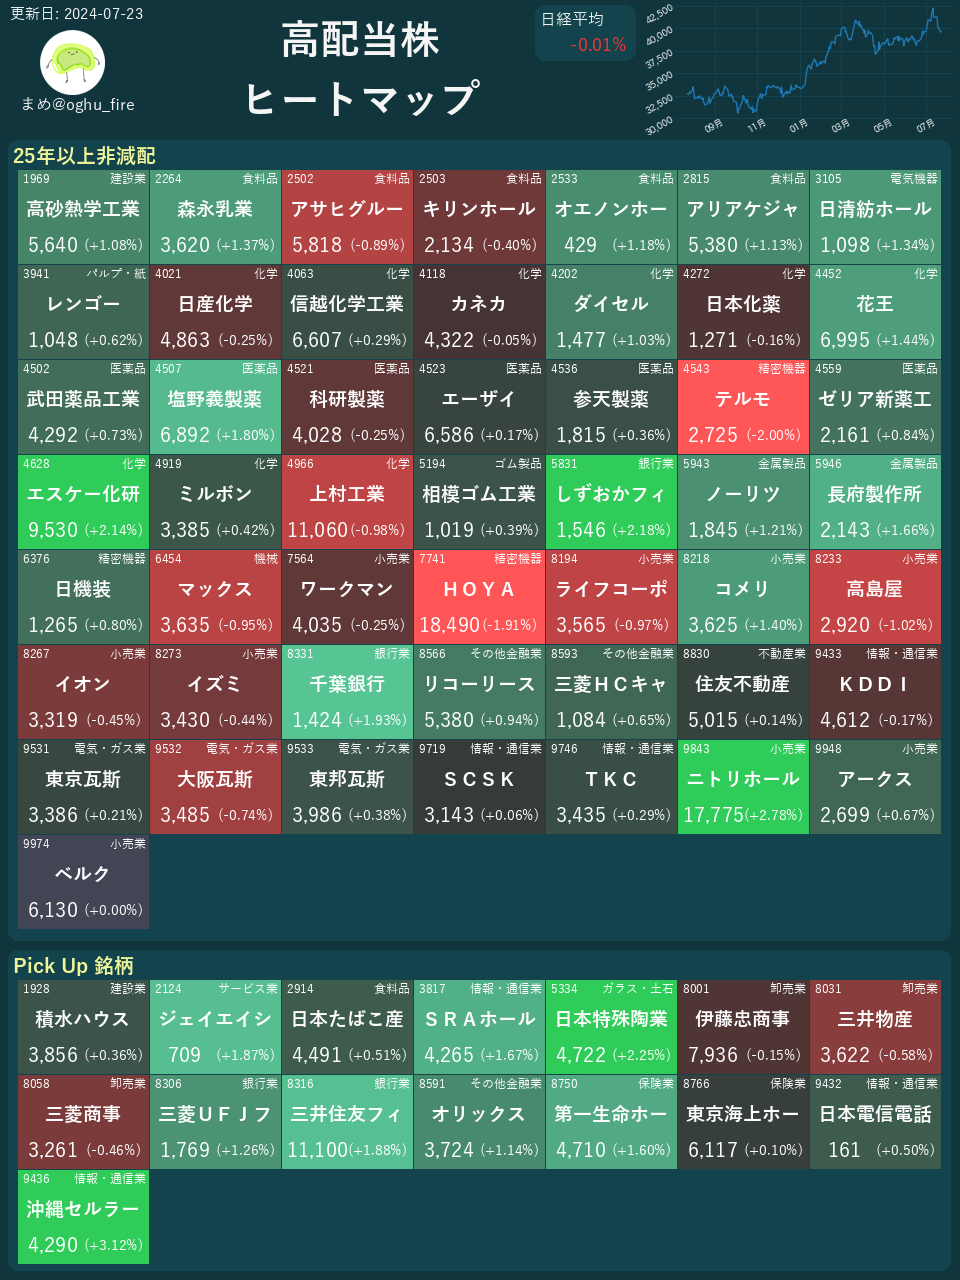 更新日: 2024-07-23
まめ@oghu_fire
高配当株
ヒートマップ
日経平均
-0.01%
42,500
40,000
37,500
35,000
32,500
30,000
09月 11月 01月 03月 05月 07月
25年以上非減配
1969 建設業 2264 食料品 2502 食料品 2503 食料品 2533 食料品 2815 食料品 3105 電気機器
高砂熱学工業 森永乳業 アサヒグルー キリンホール オエノンホー アリアケジャ 日清紡ホール
5,640 (+1.08%) 3,620 (+1.37%) 5,818 (-0.89%) 2,134 (-0.40%) 429 (+1.18%) 5,380 (+1.13%) 1,098 (+1.34%)
3941 パルプ・紙 4021 化学 4063 化学 4118 化学 4202 化学 4272 化学 4452 化学
レンゴー 日産化学 信越化学工業 カネカ ダイセル 日本化薬 花王
1,048 (+0.62%) 4,863 (-0.25%) 6,607 (+0.29%) 4,322 (-0.05%) 1,477 (+1.03%) 1,271 (-0.16%) 6,995 (+1.44%)
4502 医薬品 4507 医薬品 4521 医薬品 4523 医薬品 4536 医薬品 4543 精密機器 4559 医薬品
武田薬品工業 塩野義製薬 科研製薬 エーザイ 参天製薬 テルモ ゼリア新薬工
4,292 (+0.73%) 6,892 (+1.80%) 4,028 (-0.25%) 6,586 (+0.17%) 1,815 (+0.36%) 2,725 (-2.00%) 2,161 (+0.84%)
4628 化学 4919 化学 4966 化学 5194 ゴム製品 5831 銀行業 5943 金属製品 5946 金属製品
エスケー化研 ミルボン 上村工業 相模ゴム工業 しずおかフィ ノーリツ 長府製作所
9,530 (+2.14%) 3,385 (+0.42%) 11,060(-0.98%) 1,019 (+0.39%) 1,546 (+2.18%) 1,845 (+1.21%) 2,143 (+1.66%)
6376 精密機器 6454 機械 7564 小売業 7741 精密機器 8194 小売業 8218 小売業 8233 小売業
日機装 マックス ワークマン ＨＯＹＡ ライフコーポ コメリ 高島屋
1,265 (+0.80%) 3,635 (-0.95%) 4,035 (-0.25%) 18,490(-1.91%) 3,565 (-0.97%) 3,625 (+1.40%) 2,920 (-1.02%)
8267 小売業 8273 小売業 8331 銀行業 8566 その他金融業 8593 その他金融業 8830 不動産業 9433 情報・通信業
イオン イズミ 千葉銀行 リコーリース 三菱ＨＣキャ 住友不動産 ＫＤＤＩ
3,319 (-0.45%) 3,430 (-0.44%) 1,424 (+1.93%) 5,380 (+0.94%) 1,084 (+0.65%) 5,015 (+0.14%) 4,612 (-0.17%)
9531 電気・ガス業 9532 電気・ガス業 9533 電気・ガス業 9719 情報・通信業 9746 情報・通信業 9843 小売業 9948 小売業
東京瓦斯 大阪瓦斯 東邦瓦斯 ＳＣＳＫ ＴＫＣ ニトリホール アークス
3,386 (+0.21%) 3,485 (-0.74%) 3,986 (+0.38%) 3,143 (+0.06%) 3,435 (+0.29%) 17,775(+2.78%) 2,699 (+0.67%)
9974 小売業
ベルク
6,130 (+0.00%)
Pick Up 銘柄
1928 建設業 2124 サービス業 2914 食料品 3817 情報・通信業 5334 ガラス・土石 8001 卸売業 8031 卸売業
積水ハウス ジェイエイシ 日本たばこ産 ＳＲＡホール 日本特殊陶業 伊藤忠商事 三井物産
3,856 (+0.36%) 709 (+1.87%) 4,491 (+0.51%) 4,265 (+1.67%) 4,722 (+2.25%) 7,936 (-0.15%) 3,622 (-0.58%)
8058 卸売業 8306 銀行業 8316 銀行業 8591 その他金融業 8750 保険業 8766 保険業 9432 情報・通信業
三菱商事 三菱ＵＦＪフ 三井住友フィ オリックス 第一生命ホー 東京海上ホー 日本電信電話
3,261 (-0.46%) 1,769 (+1.26%) 11,100(+1.88%) 3,724 (+1.14%) 4,710 (+1.60%) 6,117 (+0.10%) 161 (+0.50%)
9436 情報・通信業
沖縄セルラー
4,290 (+3.12%)